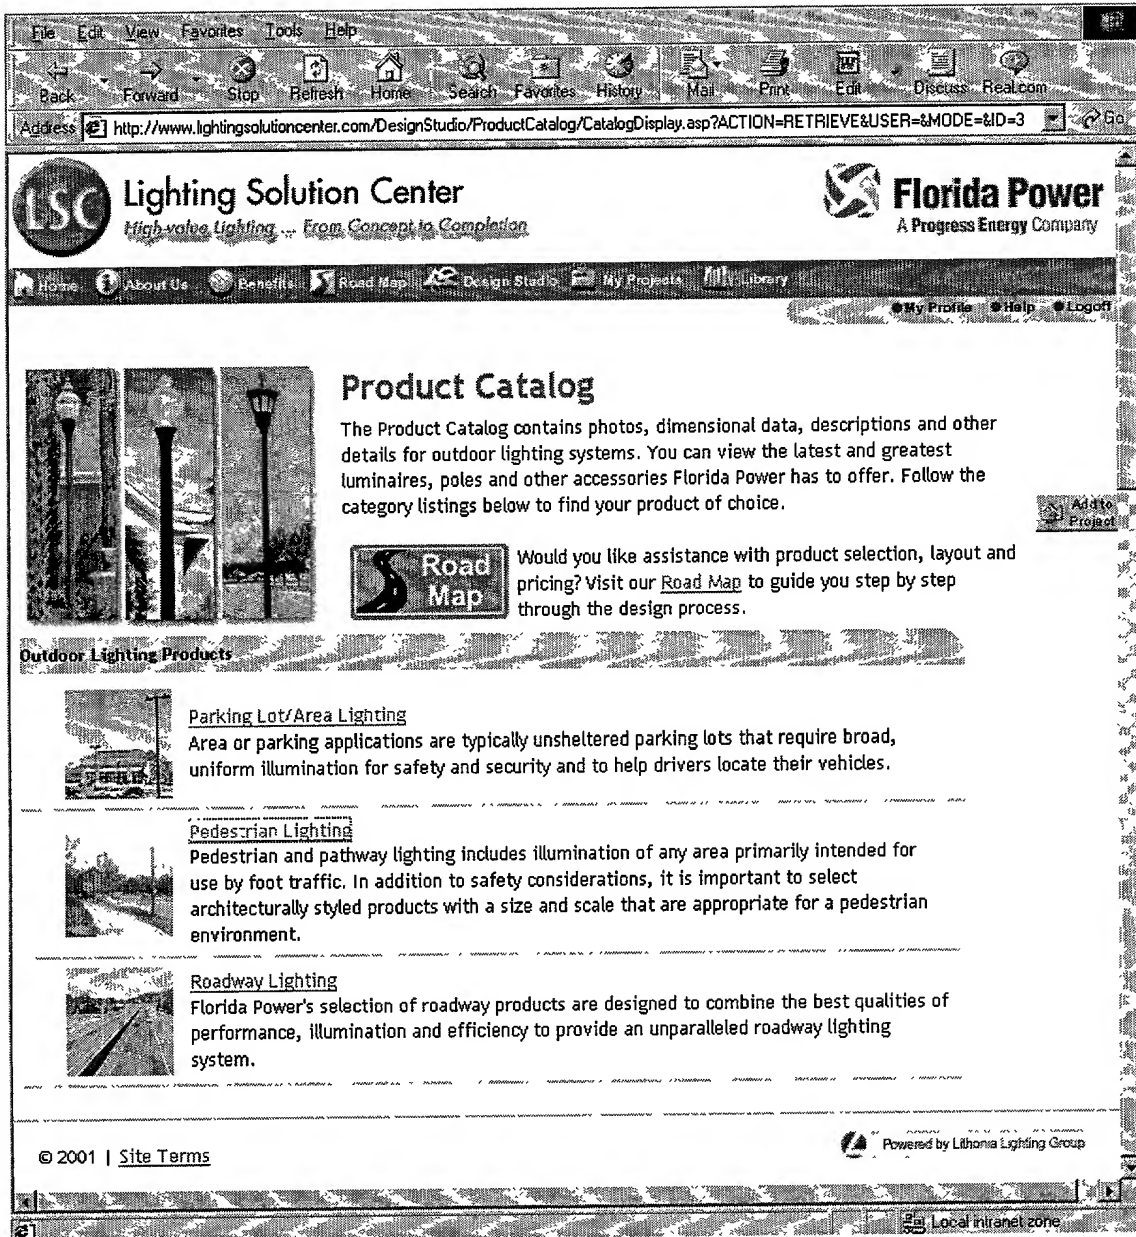 File Edit View Favorites Tools Help
Back Forward Stop Refresh Home Search Favorites History Mail Print Edit Discuss Real.com
Address http://www.lightingsolutioncenter.com/DesignStudio/ProductCatalog/CatalogDisplay.asp?ACTION=RETRIEVE&USER=&MODE=&ID=3 Go
LSC Lighting Solution Center
High-value Lighting ... From Concept to Completion
Florida Power
A Progress Energy Company
Home About Us Benefits Road Map Design Studio My Projects Library
My Profile Help Logoff
Product Catalog
The Product Catalog contains photos, dimensional data, descriptions and other
details for outdoor lighting systems. You can view the latest and greatest
luminaires, poles and other accessories Florida Power has to offer. Follow the
category listings below to find your product of choice.
Add to
Project
Road
Map
Would you like assistance with product selection, layout and
pricing? Visit our Road Map to guide you step by step
through the design process.
Outdoor Lighting Products
Parking Lot/Area Lighting
Area or parking applications are typically unsheltered parking lots that require broad,
uniform illumination for safety and security and to help drivers locate their vehicles.
Pedestrian Lighting
Pedestrian and pathway lighting includes illumination of any area primarily intended for
use by foot traffic. In addition to safety considerations, it is important to select
architecturally styled products with a size and scale that are appropriate for a pedestrian
environment.
Roadway Lighting
Florida Power's selection of roadway products are designed to combine the best qualities of
performance, illumination and efficiency to provide an unparalleled roadway lighting
system.
© 2001 | Site Terms
Powered by Lithonia Lighting Group
Local intranet zone